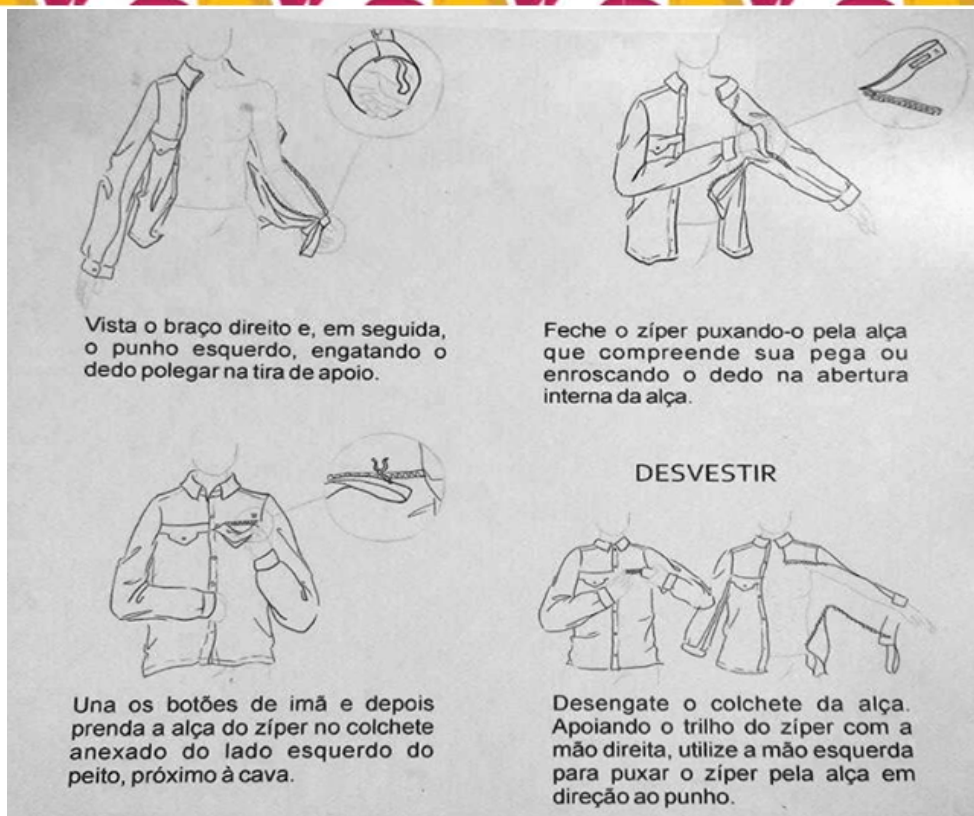 Vista o braço direito e, em seguida,
o punho esquerdo, engatando o
dedo polegar na tira de apoio.
Feche o zíper puxando-o pela alça
que compreende sua pega ou
enroscando o dedo na abertura
interna da alça.
Una os botões de imã e depois
prenda a alça do zíper no colchete
anexado do lado esquerdo do
peito, próximo à cava.
DESVESTIR
Desengate o colchete da alça.
Apoiando o trilho do zíper com a
mão direita, utilize a mão esquerda
para puxar o zíper pela alça em
direção ao punho.